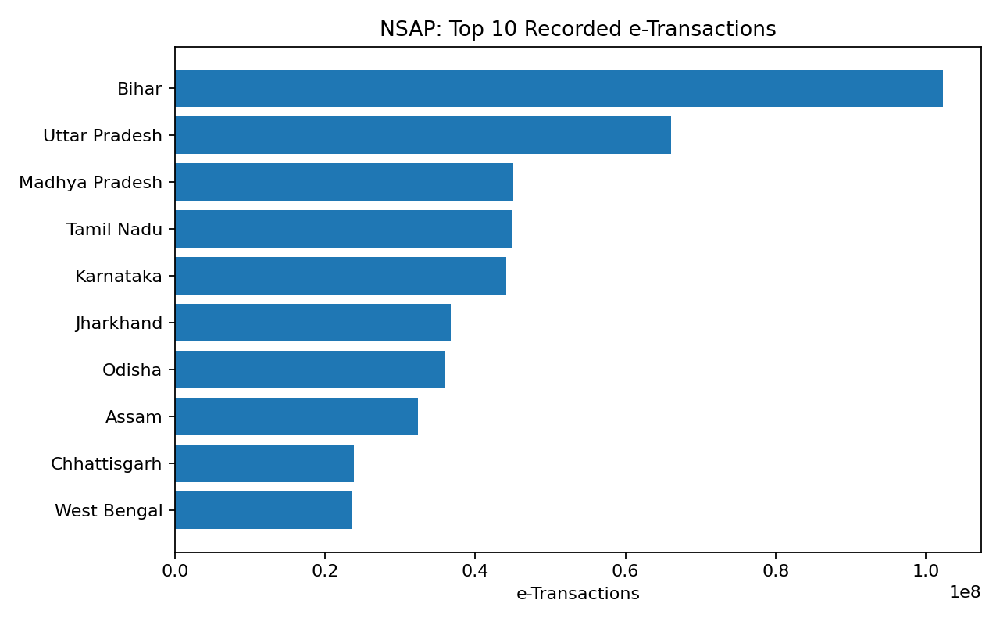 NSAP: Top 10 Recorded e-Transactions
Bihar
Uttar Pradesh
Madhya Pradesh
Tamil Nadu
Karnataka
Jharkhand
Odisha
Assam
Chhattisgarh
West Bengal
0.0 0.2 0.4 0.6 0.8 1.0
1e8
e-Transactions